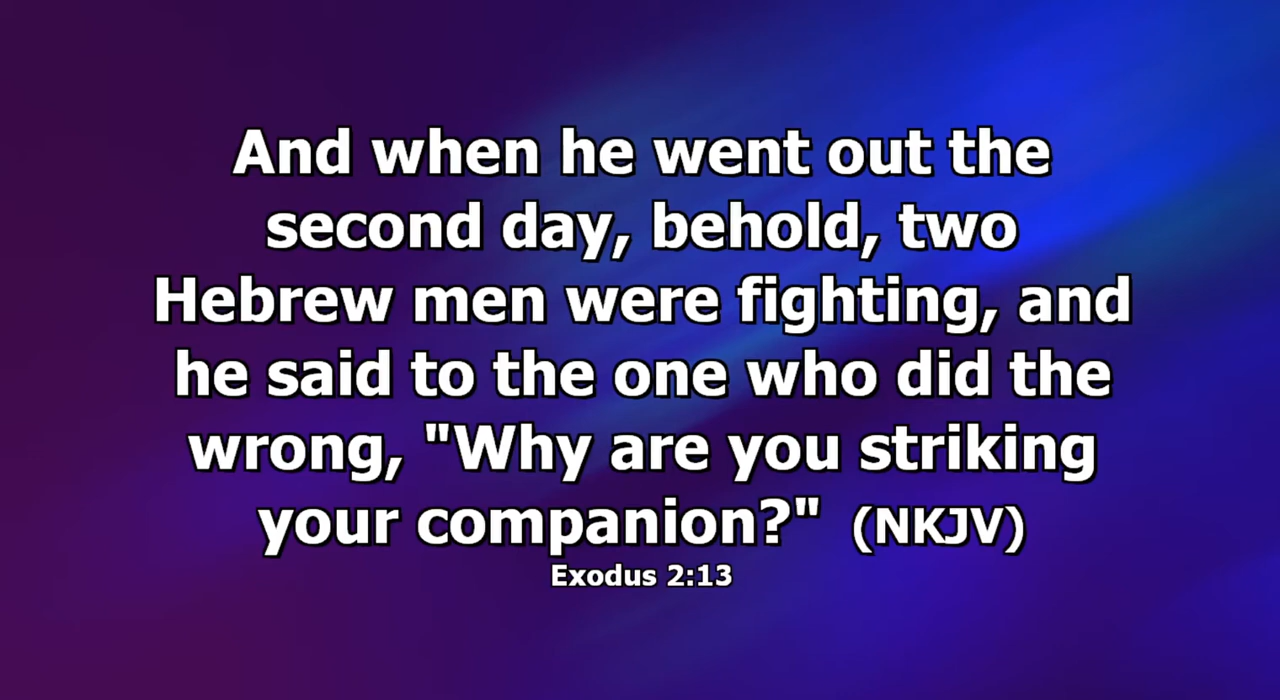 And when he went out the
second day, behold, two
Hebrew men were fighting, and
he said to the one who did the
wrong, "Why are you striking
your companion?" (NKJV)
Exodus 2:13